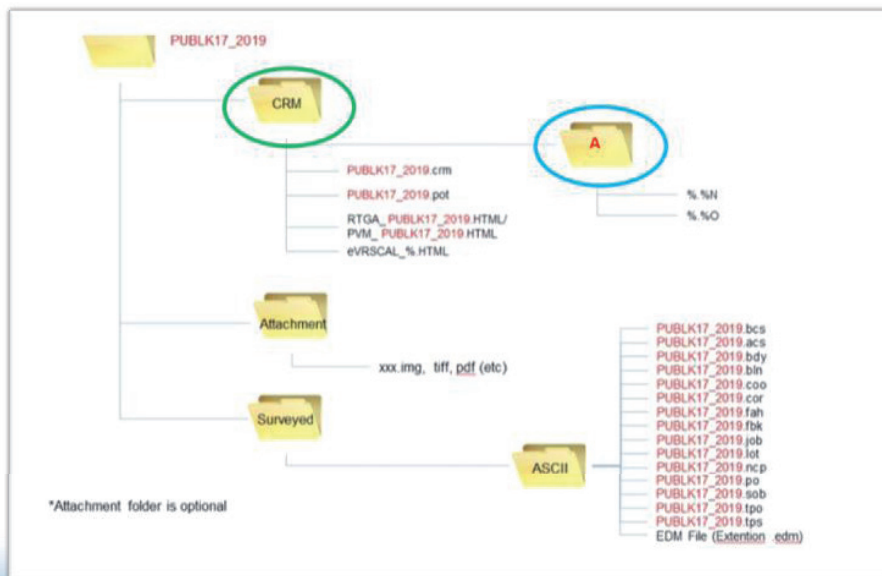 PUBLK17_2019
CRM
A
PUBLK17_2019.crm
PUBLK17_2019.pot
RTGA_PUBLK17_2019.HTML/
PVM_PUBLK17_2019.HTML
eVRSCAL_%.HTML
%.%N
%.%O
Attachment
xxx.img, tiff, pdf (etc)
Surveyed
ASCII
PUBLK17_2019.bcs
PUBLK17_2019.acs
PUBLK17_2019.bdy
PUBLK17_2019.bln
PUBLK17_2019.coo
PUBLK17_2019.cor
PUBLK17_2019.fah
PUBLK17_2019.fbk
PUBLK17_2019.job
PUBLK17_2019.lot
PUBLK17_2019.ncp
PUBLK17_2019.po
PUBLK17_2019.sob
PUBLK17_2019.tpo
PUBLK17_2019.tps
EDM File (Extention .edm)
*Attachment folder is optional